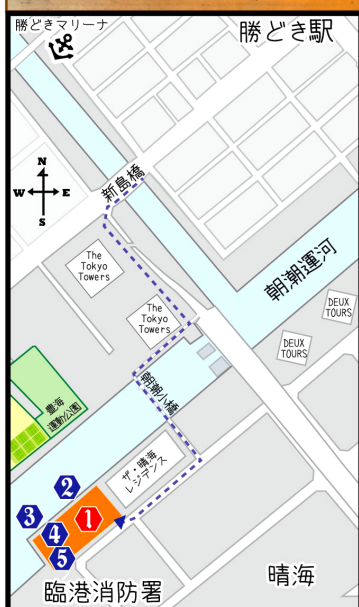 勝どきマリーナ
勝どき駅
N
W E
S
新島橋
The
Tokyo
Towers
The
Tokyo
Towers
朝潮運河
DEUX
TOURS
DEUX
TOURS
朝潮小橋
豊海
運動公園
ザ・晴海
レジデンス
2
3
1
4
5
臨港消防署
晴海